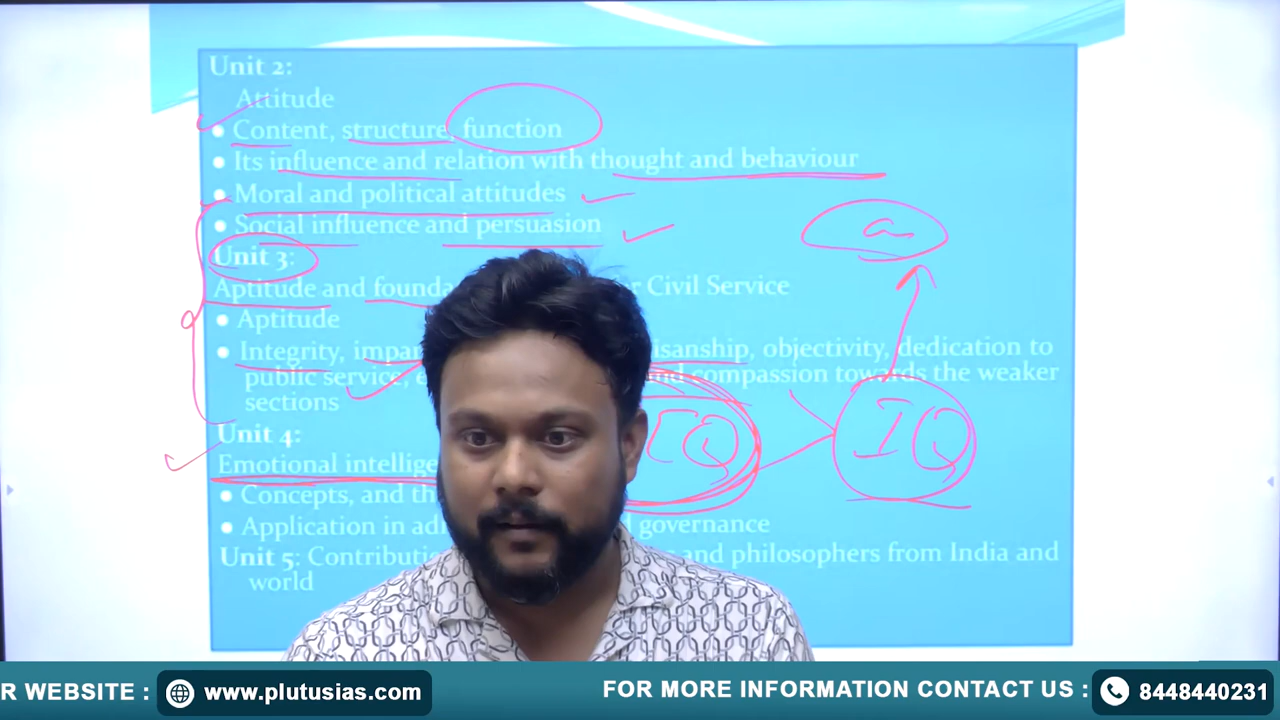 Unit 2:
Attitude
• Content, structure, function
• Its influence and relation with thought and behaviour
• Moral and political attitudes
• Social influence and persuasion
Unit 3:
Aptitude and founda r Civil Service
• Aptitude
• Integrity, impar isanship, objectivity, dedication to
public service, e and compassion towards the weaker
sections
Unit 4:
Emotional intellige
• Concepts, and th
• Application in ad governance
Unit 5: Contributi and philosophers from India and
world
IQ
R WEBSITE : www.plutusias.com
FOR MORE INFORMATION CONTACT US : 8448440231